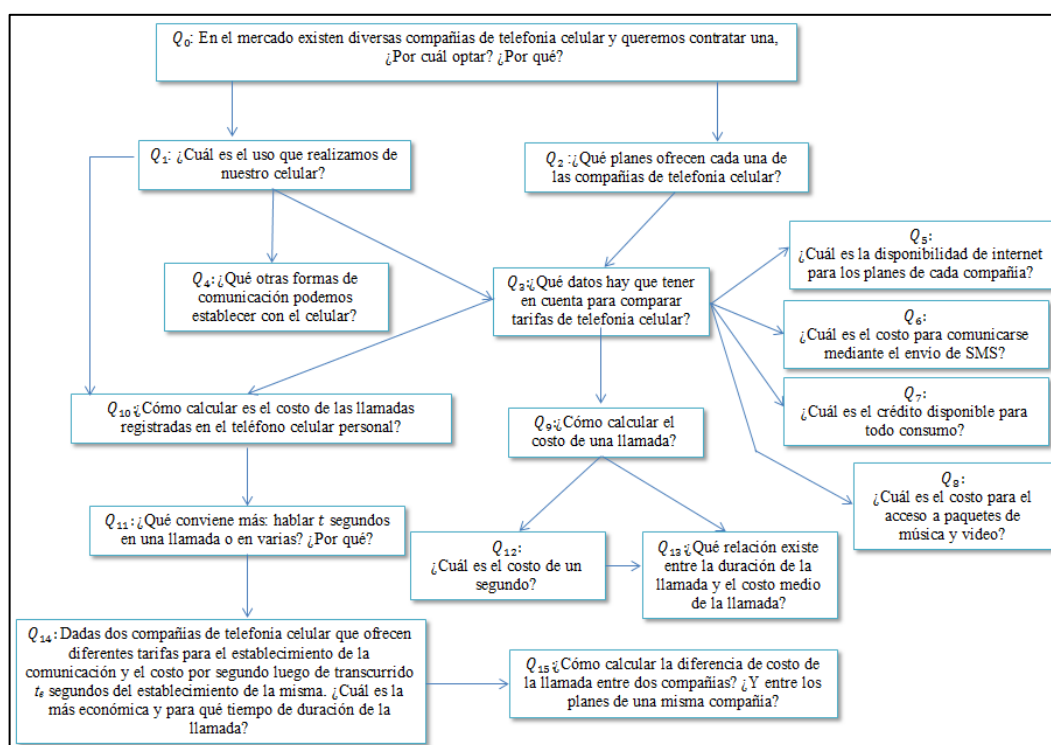 Q₀: En el mercado existen diversas compañías de telefonía celular y queremos contratar una,
¿Por cuál optar? ¿Por qué?
Q₁: ¿Cuál es el uso que realizamos de
nuestro celular?
Q₂ :¿Qué planes ofrecen cada una de
las compañías de telefonía celular?
Q₄:¿Qué otras formas de
comunicación podemos
establecer con el celular?
Q₃:¿Qué datos hay que tener
en cuenta para comparar
tarifas de telefonía celular?
Q₅:
¿Cuál es la disponibilidad de internet
para los planes de cada compañía?
Q₆:
¿Cuál es el costo para comunicarse
mediante el envio de SMS?
Q₇:
¿Cuál es el crédito disponible para
todo consumo?
Q₈:
¿Cuál es el costo para el
acceso a paquetes de
música y video?
Q₁₀:¿Cómo calcular es el costo de las llamadas
registradas en el teléfono celular personal?
Q₉:¿Cómo calcular el
costo de una llamada?
Q₁₁:¿Qué conviene más: hablar t segundos
en una llamada o en varias? ¿Por qué?
Q₁₂:
¿Cuál es el costo de un
segundo?
Q₁₃:¿Qué relación existe
entre la duración de la
llamada y el costo medio
de la llamada?
Q₁₄: Dadas dos compañías de telefonía celular que ofrecen
diferentes tarifas para el establecimiento de la
comunicación y el costo por segundo luego de transcurrido
tₑ segundos del establecimiento de la misma. ¿Cuál es la
más económica y para qué tiempo de duración de la
llamada?
Q₁₅:¿Cómo calcular la diferencia de costo de
la llamada entre dos compañías? ¿Y entre los
planes de una misma compañía?